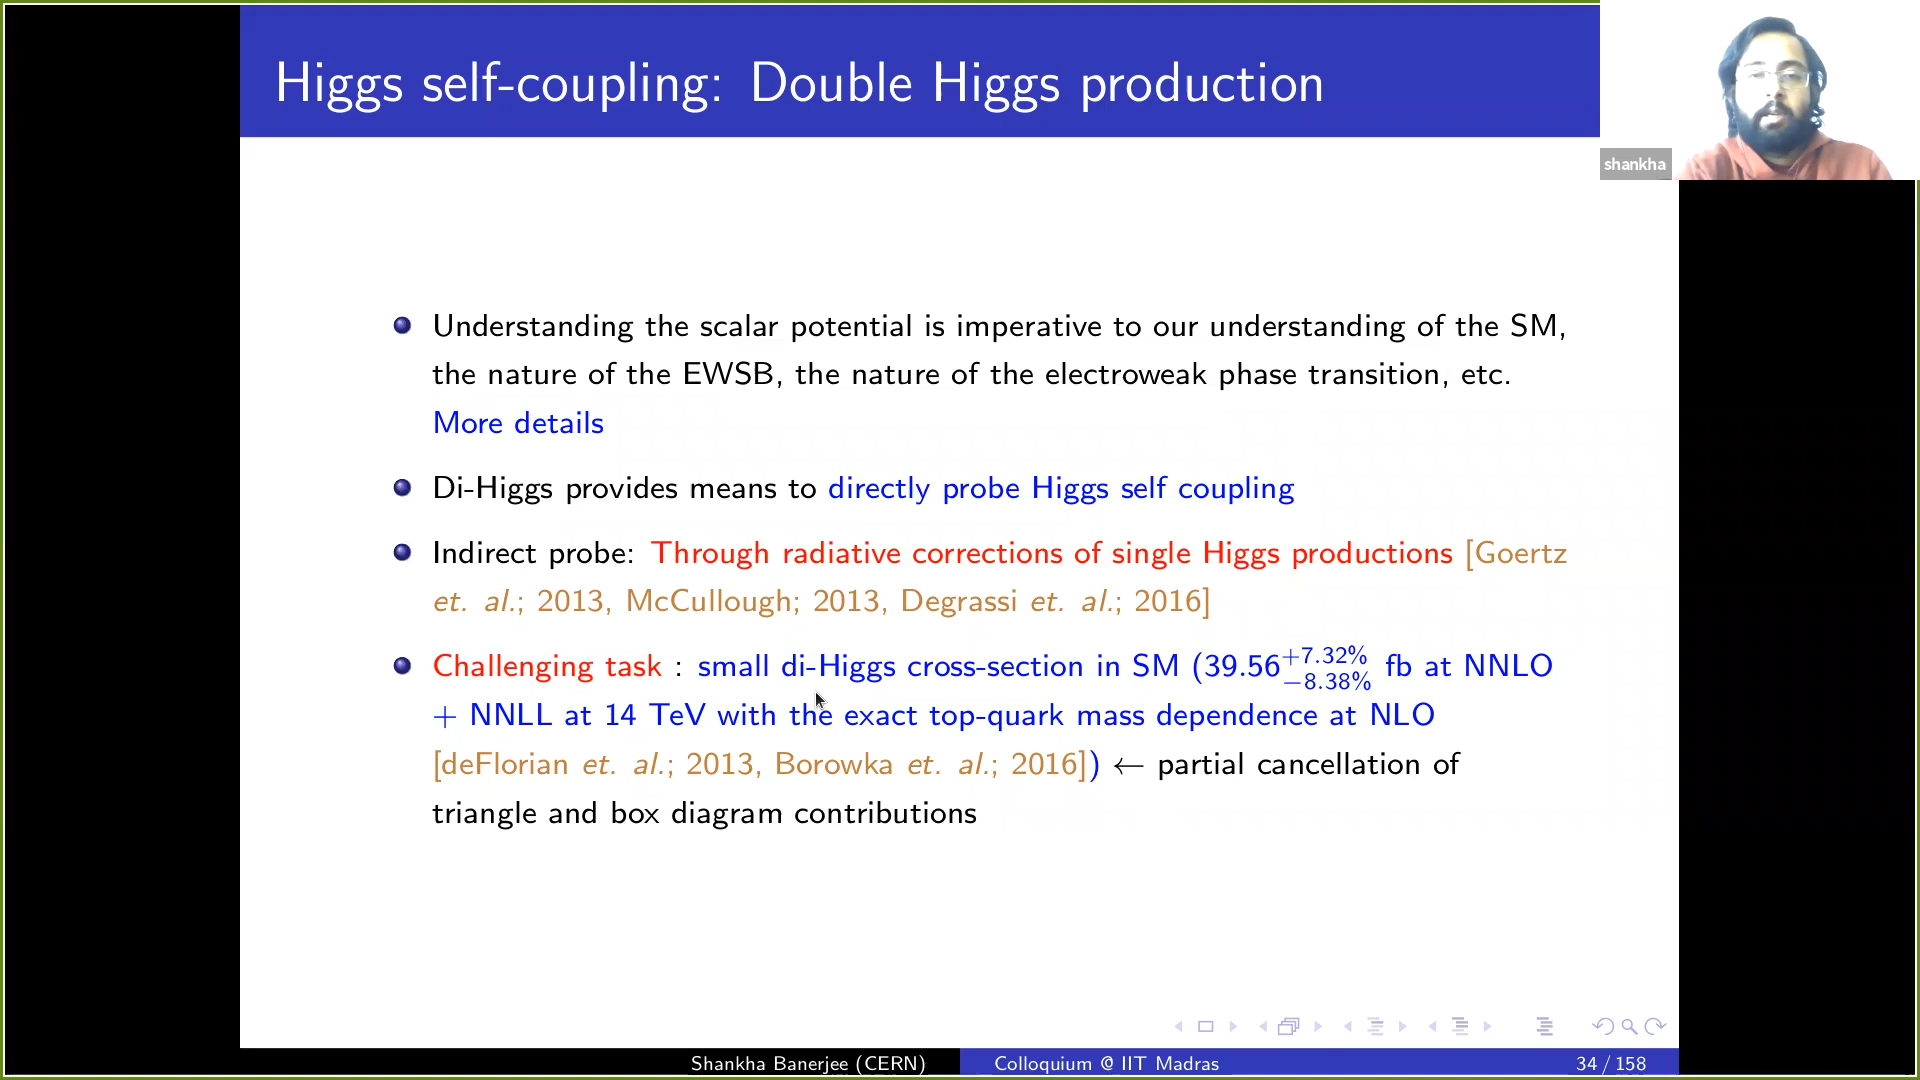 Higgs self-coupling: Double Higgs production
shankha
Understanding the scalar potential is imperative to our understanding of the SM,
the nature of the EWSB, the nature of the electroweak phase transition, etc.
More details
Di-Higgs provides means to directly probe Higgs self coupling
Indirect probe: Through radiative corrections of single Higgs productions [Goertz
et. al.; 2013, McCullough; 2013, Degrassi et. al.; 2016]
Challenging task : small di-Higgs cross-section in SM (39.56+7.32% −8.38% fb at NNLO
+ NNLL at 14 TeV with the exact top-quark mass dependence at NLO
[deFlorian et. al.; 2013, Borowka et. al.; 2016]) ← partial cancellation of
triangle and box diagram contributions
Shankha Banerjee (CERN) Colloquium @ IIT Madras 34 / 158